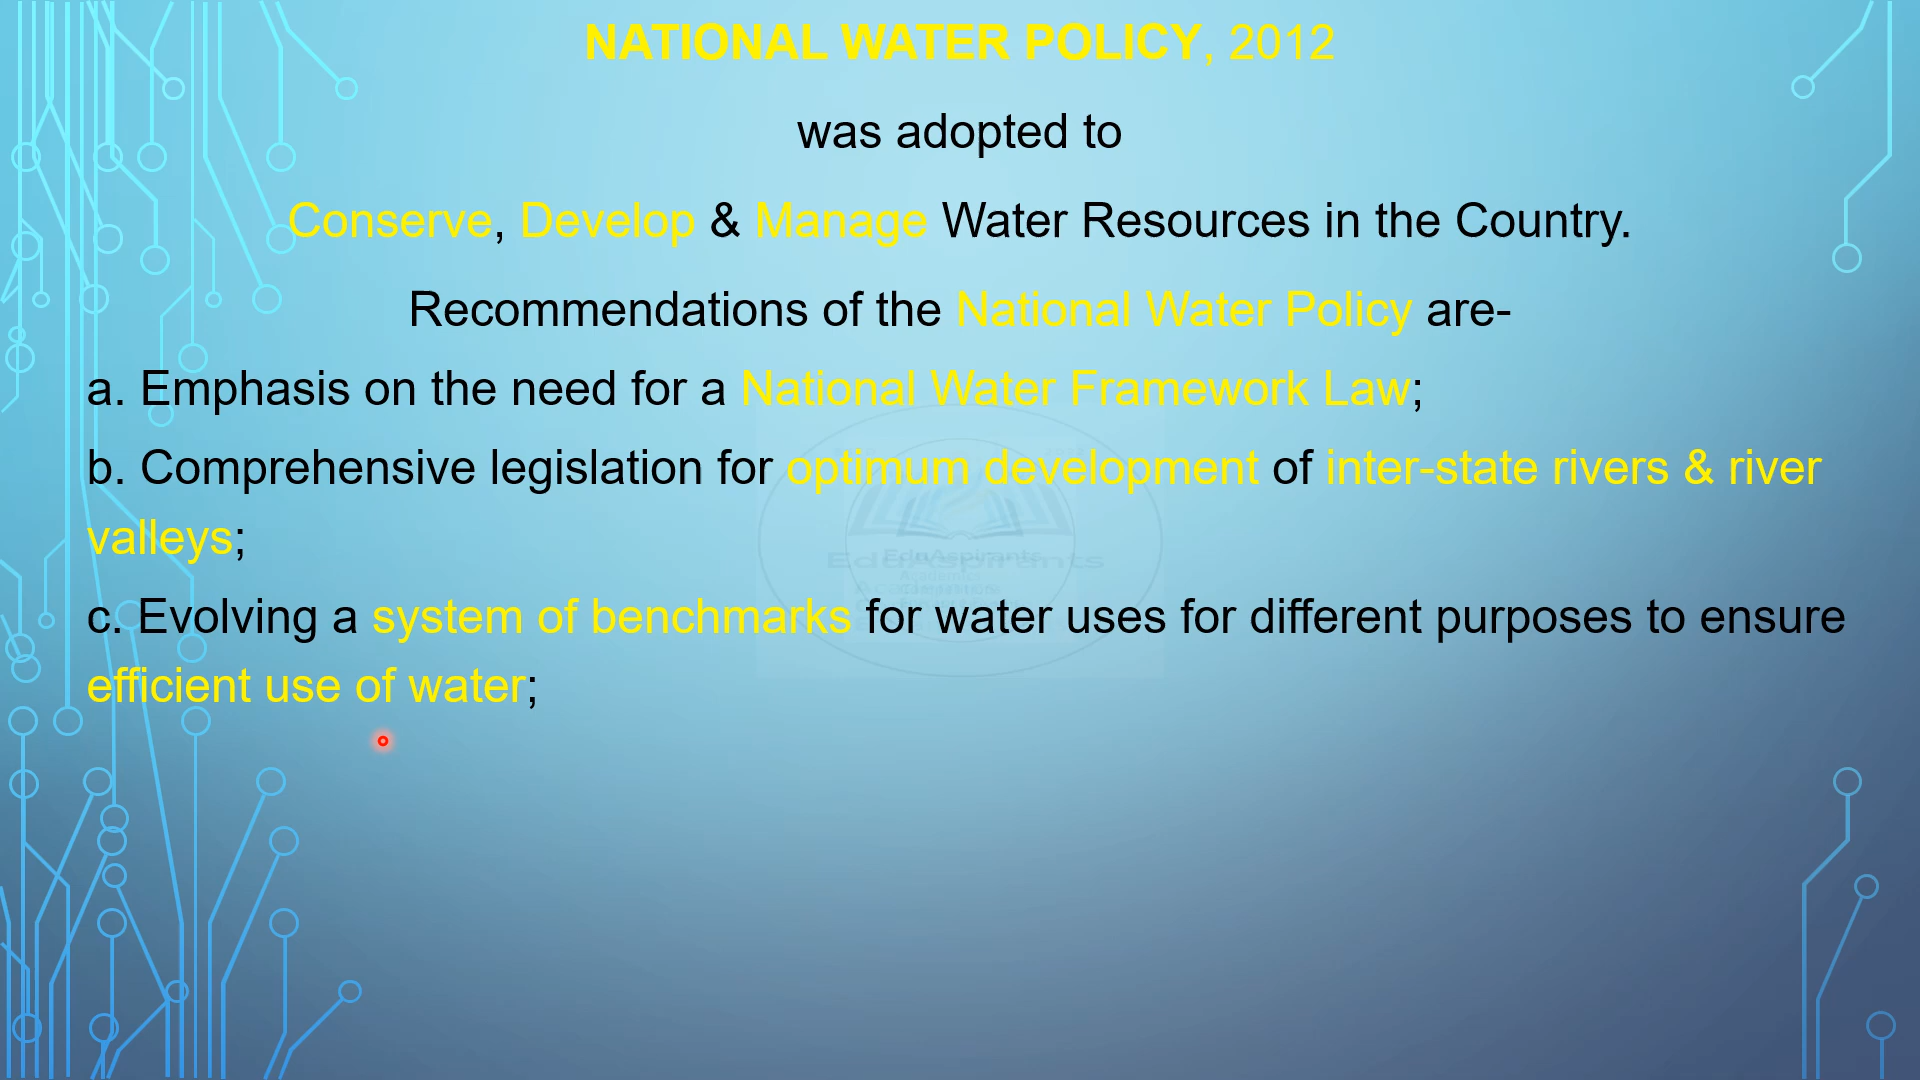 NATIONAL WATER POLICY, 2012
was adopted to
Conserve, Develop & Manage Water Resources in the Country.
Recommendations of the National Water Policy are-
a. Emphasis on the need for a National Water Framework Law;
b. Comprehensive legislation for optimum development of inter-state rivers & river
valleys;
EduAspirants
EduAspirants
Academics
c. Evolving a system of benchmarks for water uses for different purposes to ensure
efficient use of water;